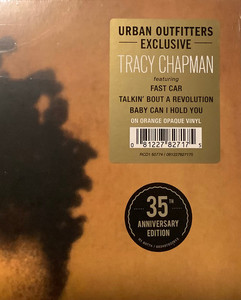 URBAN OUTFITTERS
EXCLUSIVE
TRACY CHAPMAN
featuring
FAST CAR
TALKIN' BOUT A REVOLUTION
BABY CAN I HOLD YOU
ON ORANGE OPAQUE VINYL
0 81227 82717 5
35TH
ANNIVERSARY
EDITION